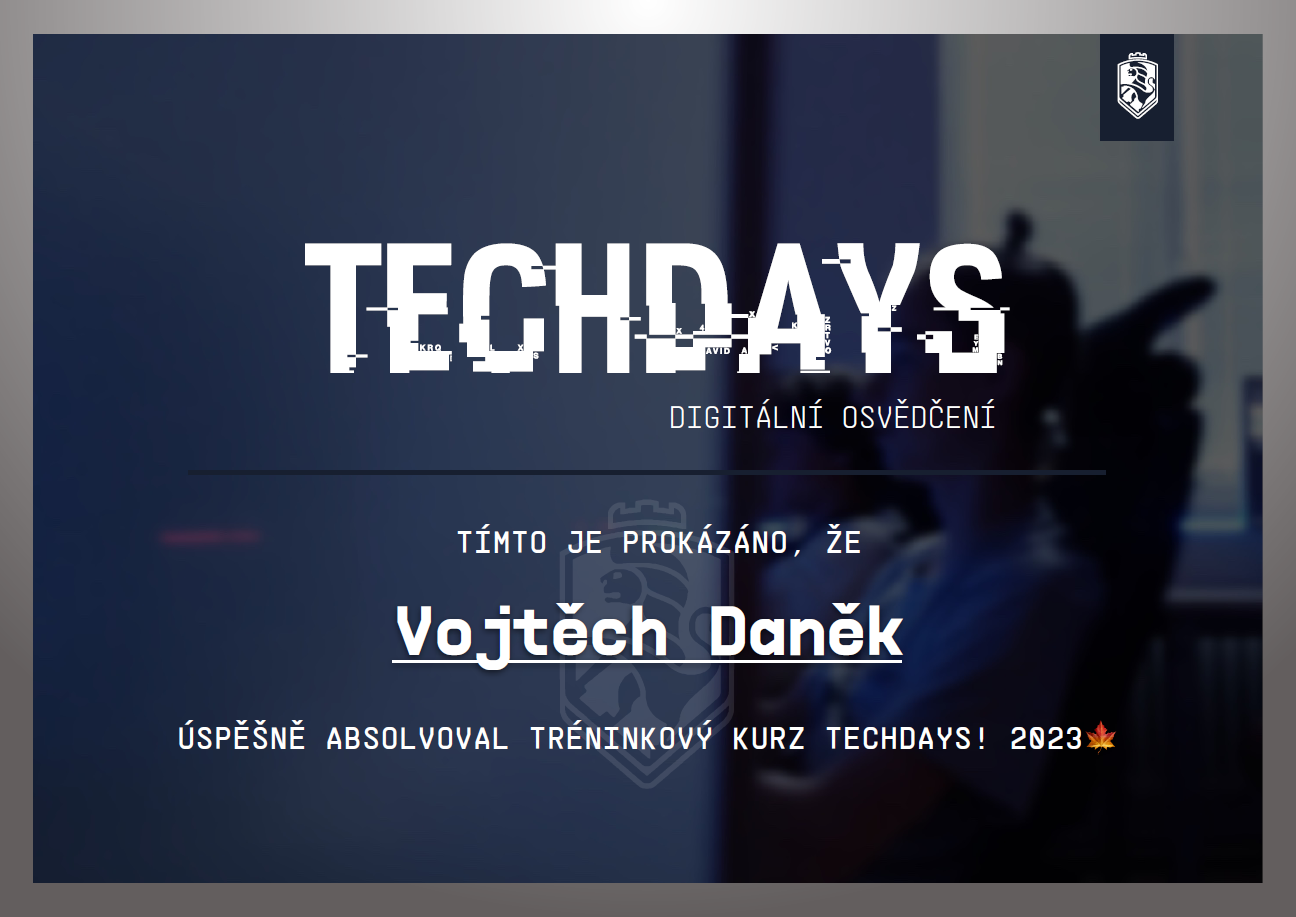 TECHDAYS
DIGITÁLNÍ OSVĚDČENÍ
TÍMTO JE PROKÁZÁNO, ŽE
Vojtěch Daněk
ÚSPĚŠNĚ ABSOLVOVAL TRÉNINKOVÝ KURZ TECHDAYS! 2023🍁